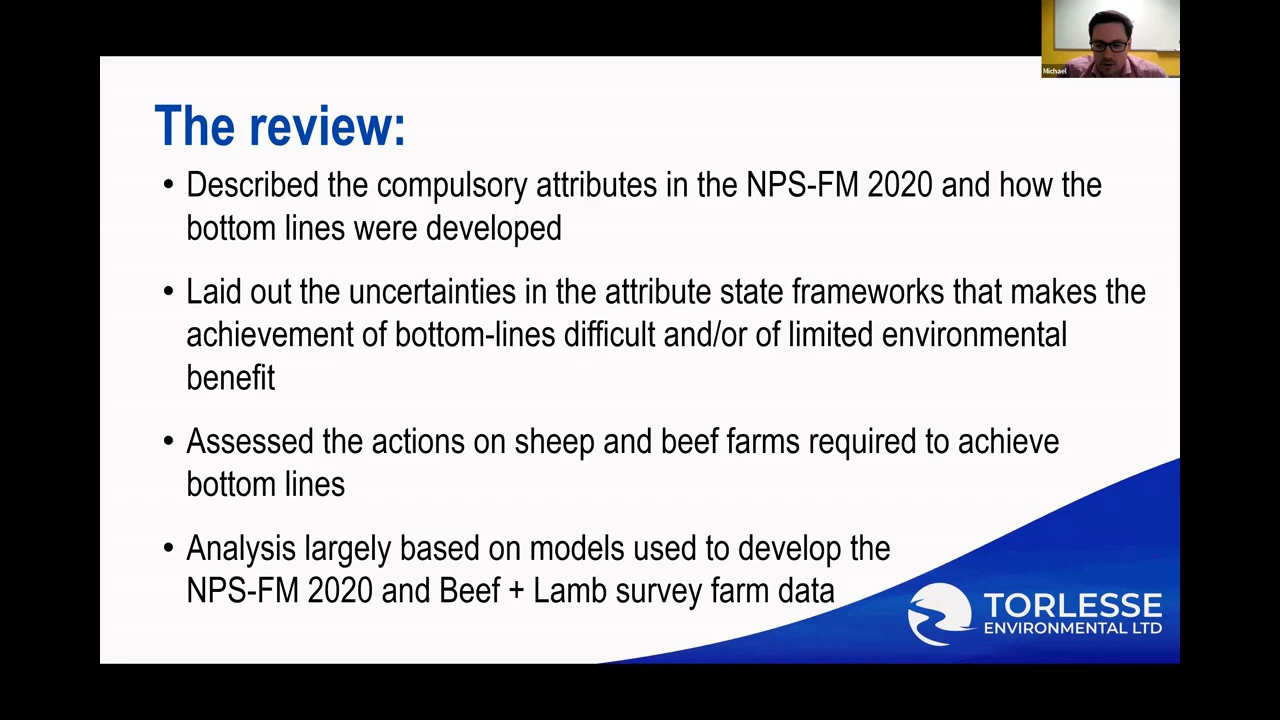 Michael
The review:
• Described the compulsory attributes in the NPS-FM 2020 and how the
bottom lines were developed
• Laid out the uncertainties in the attribute state frameworks that makes the
achievement of bottom-lines difficult and/or of limited environmental
benefit
• Assessed the actions on sheep and beef farms required to achieve
bottom lines
• Analysis largely based on models used to develop the
NPS-FM 2020 and Beef + Lamb survey farm data
TORLESSE
ENVIRONMENTAL LTD